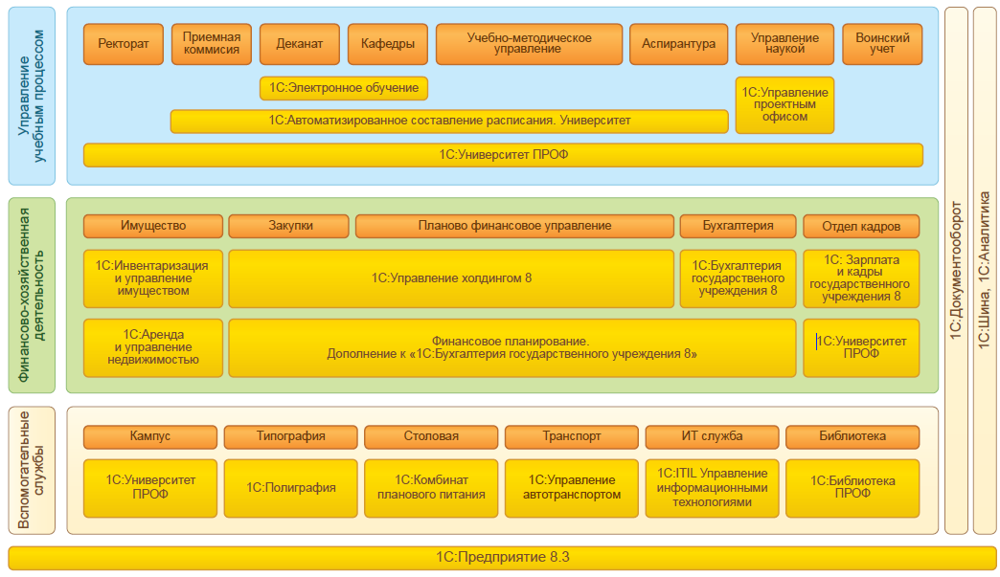 Управление
учебным процессом
Ректорат
Приемная
коммисия
Деканат
Кафедры
Учебно-методическое
управление
Аспирантура
Управление
наукой
Воинский
учет
1С:Электронное обучение
1С:Управление
проектным
офисом
1С:Автоматизированное составление расписания. Университет
1С:Университет ПРОФ
Финансово-хозяйственная
деятельность
Имущество
Закупки
Планово финансовое управление
Бухгалтерия
Отдел кадров
1С:Инвентаризация
и управление
имуществом
1С:Управление холдингом 8
1С:Бухгалтерия
государственого
учреждения 8
1С: Зарплата
и кадры
государственного
учреждения 8
1С:Аренда
и управление
недвижимостью
Финансовое планирование.
Дополнение к «1С:Бухгалтерия государственного учреждения 8»
1С:Университет
ПРОФ
Вспомогательные
службы
Кампус
Типография
Столовая
Транспорт
ИТ служба
Библиотека
1С:Университет
ПРОФ
1С:Полиграфия
1С:Комбинат
планового питания
1С:Управление
автотранспортом
1С:ITIL Управление
информационными
технологиями
1С:Библиотека
ПРОФ
1С:Документооборот
1С:Шина, 1С:Аналитика
1С:Предприятие 8.3